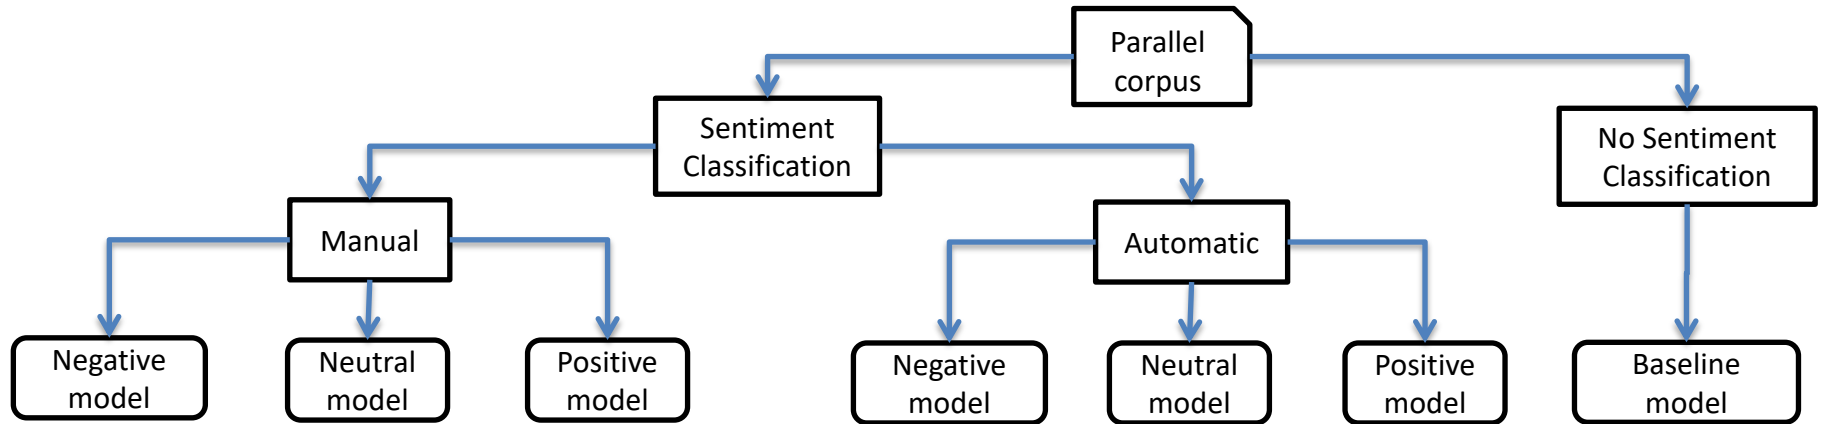 Parallel
corpus
Sentiment
Classification
No Sentiment
Classification
Manual
Automatic
Negative
model
Neutral
model
Positive
model
Negative
model
Neutral
model
Positive
model
Baseline
model